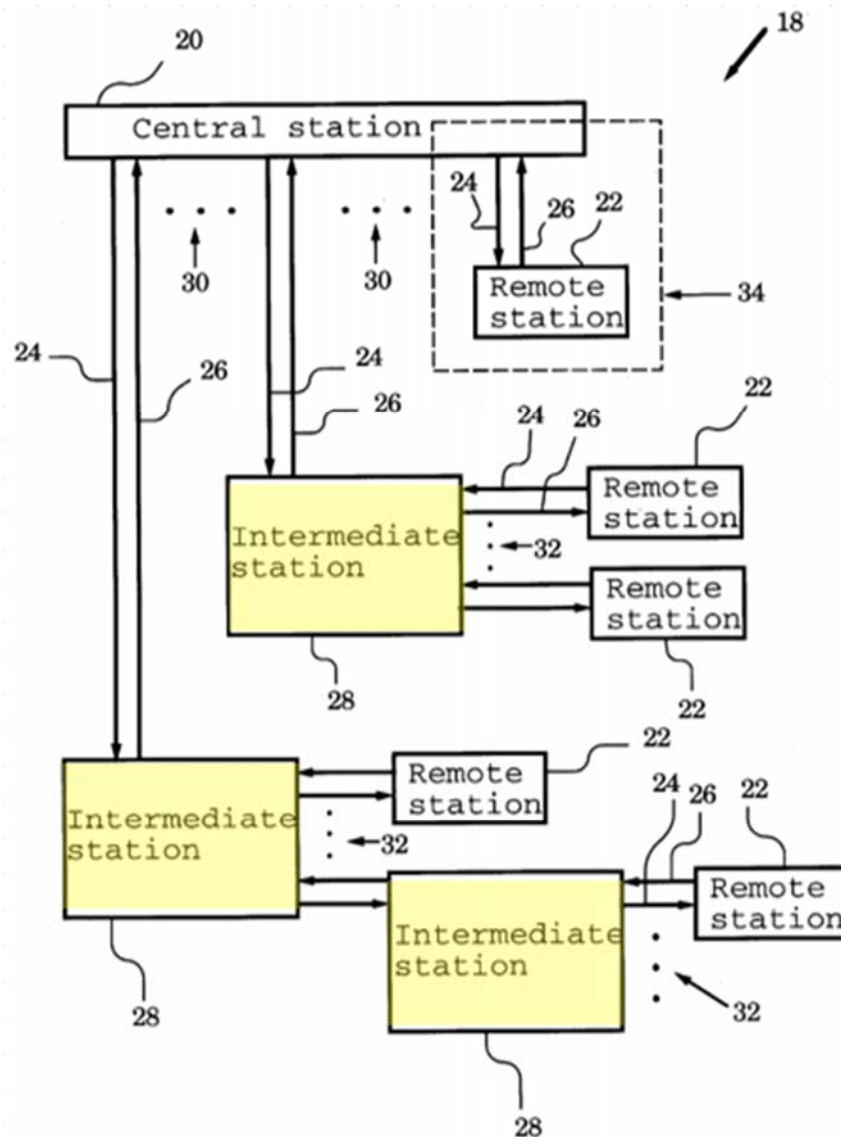 18
20
Central station
24
26
22
30
30
Remote
station
34
24
26
24
26
22
24
26
Remote
station
Intermediate
station
32
Remote
station
28
22
22
Remote
station
Intermediate
station
32
24
26
22
Remote
station
Intermediate
station
28
32
28